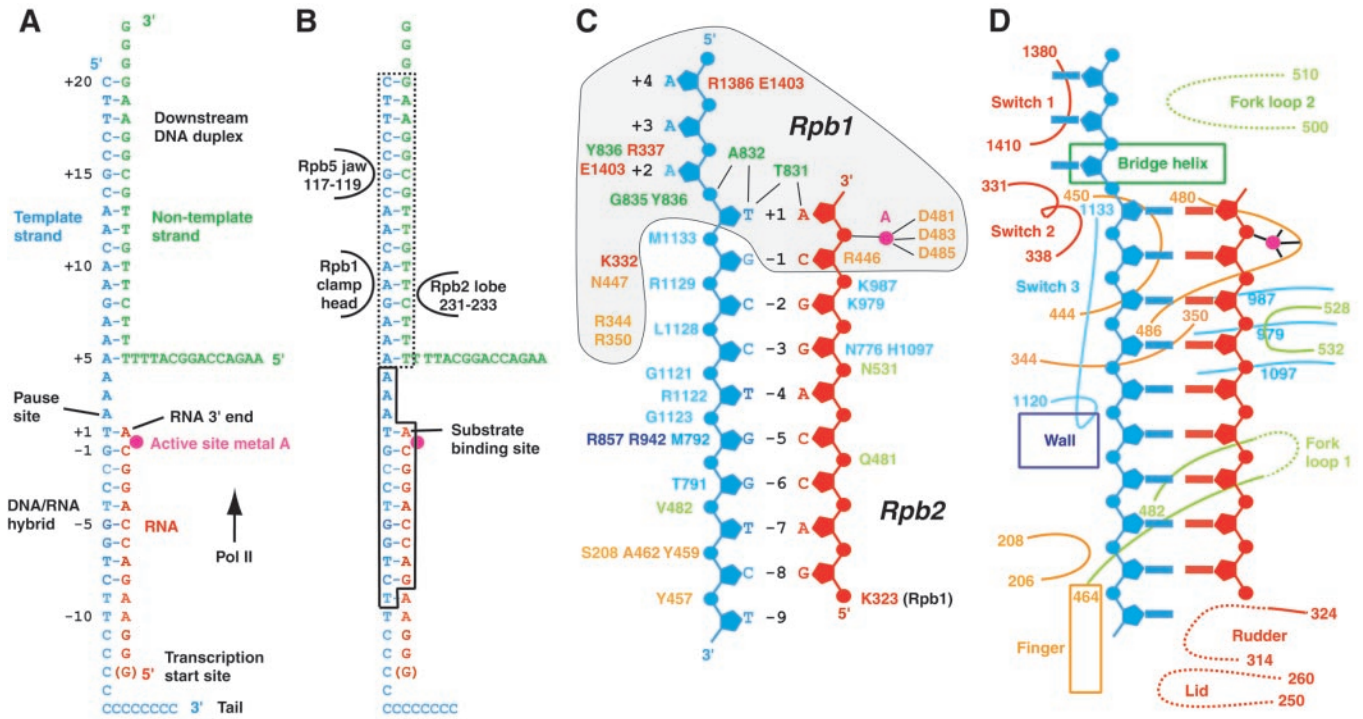 A
G 3'
G
G
5'
+20 C-G
T-A
T-A
C-G
C-G
+15 G-C
C-G
A-T
A-T
C-G
+10 A-T
A-T
G-C
A-T
A-T
+5 A-TTTTACGGACCAGAA 5'
A
A
A
+1 T-A
-1 G-C
C-G
C-G
T-A
-5 G-C
G-C
T-A
C-G
T-A
-10 T A
C G
C G
C (G) 5'
C
CCCCCCCC 3' Tail
Downstream
DNA duplex
Template
strand
Non-template
strand
Pause
site
RNA 3' end
Active site metal A
DNA/RNA
hybrid
RNA
Pol II
Transcription
start site
B
G
G
G
C-G
T-A
T-A
C-G
C-G
G-C
C-G
A-T
A-T
C-G
A-T
A-T
G-C
A-T
A-T
A-TTTTACGGACCAGAA
A
A
A
T-A
G-C
C-G
C-G
T-A
G-C
G-C
T-A
C-G
T-A
T A
C G
C G
C (G)
C
CCCCCCCC
Rpb5 jaw
117-119
Rpb1
clamp
head
Rpb2 lobe
231-233
Substrate
binding site
C
5'
+4 A R1386 E1403
Rpb1
+3 A
Y836 R337
A832
E1403 +2 A
T831
G835 Y836
3'
T +1 A
A
D481
D483
D485
M1133
K332
G -1 C R446
N447
R1129
K987
C -2 G K979
R344
L1128
R350
C -3 G N776 H1097
N531
G1121
R1122 T -4 A
G1123
R857 R942 M792 G -5 C
Q481
T791 G -6 C
Rpb2
V482
T -7 A
S208 A462 Y459
C -8 G
Y457
K323 (Rpb1)
5'
T -9
3'
D
1380
510
Switch 1
Fork loop 2
500
1410
Bridge helix
331
450
480
1133
Switch 2
338
Switch 3
987
444
486
350
528
979
344
532
1097
1120
Wall
Fork
loop 1
482
208
206
464
Finger
324
Rudder
314
260
Lid
250